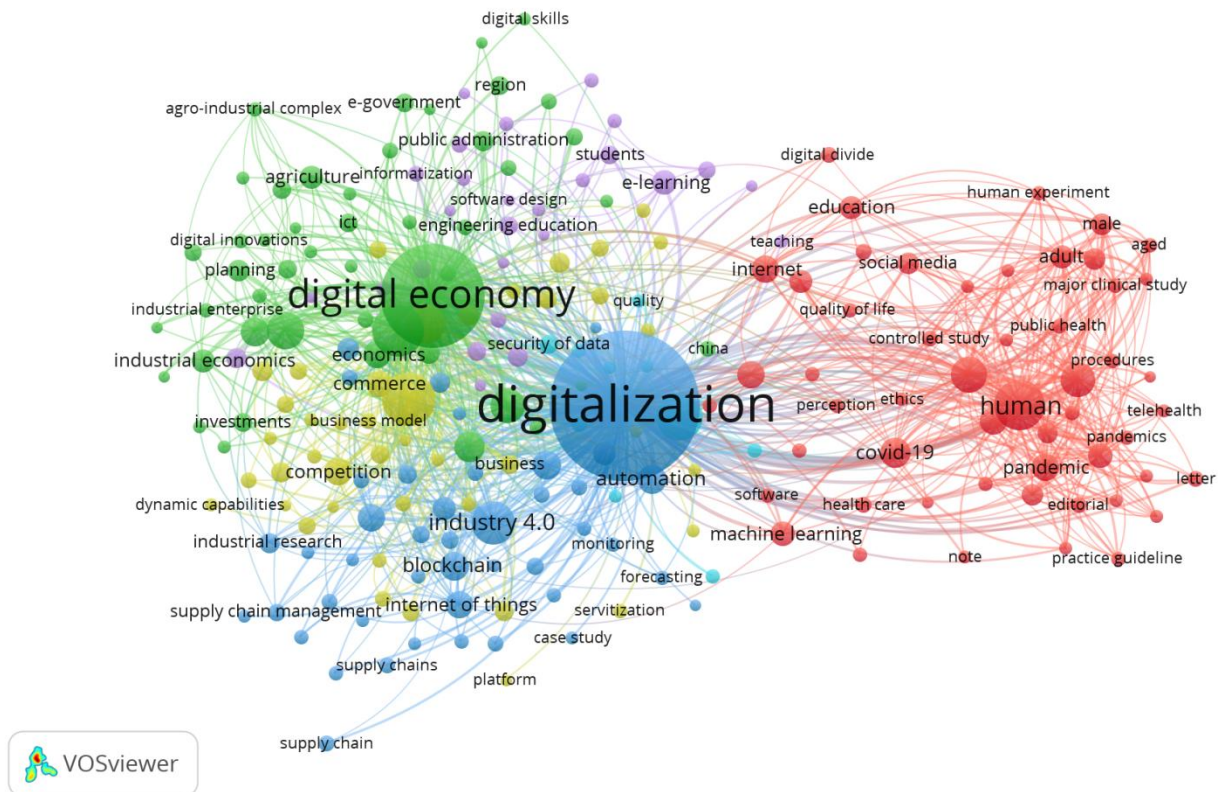 digital skills
region
agro-industrial complex
e-government
public administration
students
digital divide
agriculture
informatization
e-learning
human experiment
software design
education
male
ict
engineering education
digital innovations
teaching
aged
planning
internet
social media
adult
digital economy
major clinical study
industrial enterprise
quality
quality of life
public health
security of data
controlled study
economics
china
industrial economics
procedures
commerce
digitalization
human
investments
business model
perception
ethics
telehealth
pandemics
covid-19
competition
business
pandemic
automation
letter
dynamic capabilities
software
health care
editorial
industry 4.0
machine learning
industrial research
monitoring
note
practice guideline
blockchain
forecasting
supply chain management
internet of things
servitization
case study
supply chains
platform
supply chain
VOSviewer